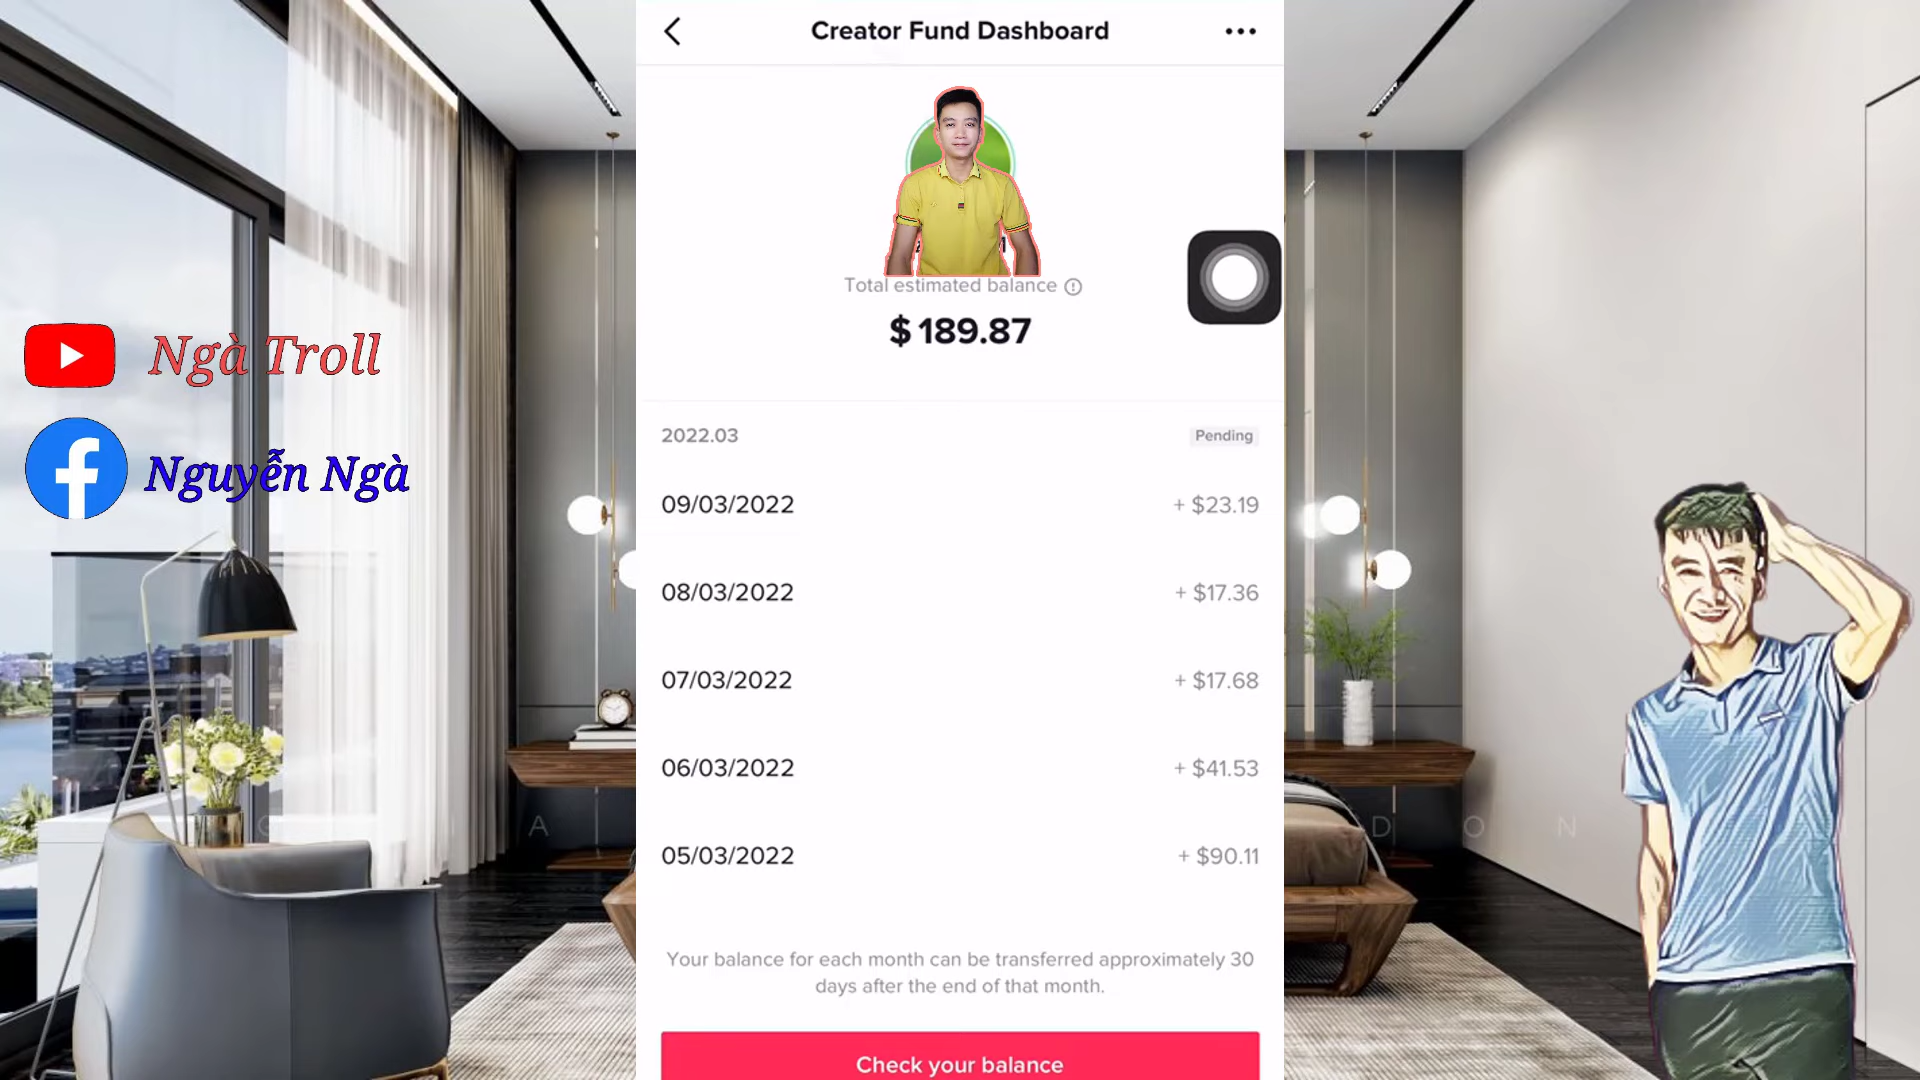 Creator Fund Dashboard
Total estimated balance
$ 189.87
2022.03 Pending
09/03/2022 + $23.19
08/03/2022 + $17.36
07/03/2022 + $17.68
06/03/2022 + $41.53
05/03/2022 + $90.11
Your balance for each month can be transferred approximately 30
days after the end of that month.
Check your balance
Ngà Troll
Nguyễn Ngà